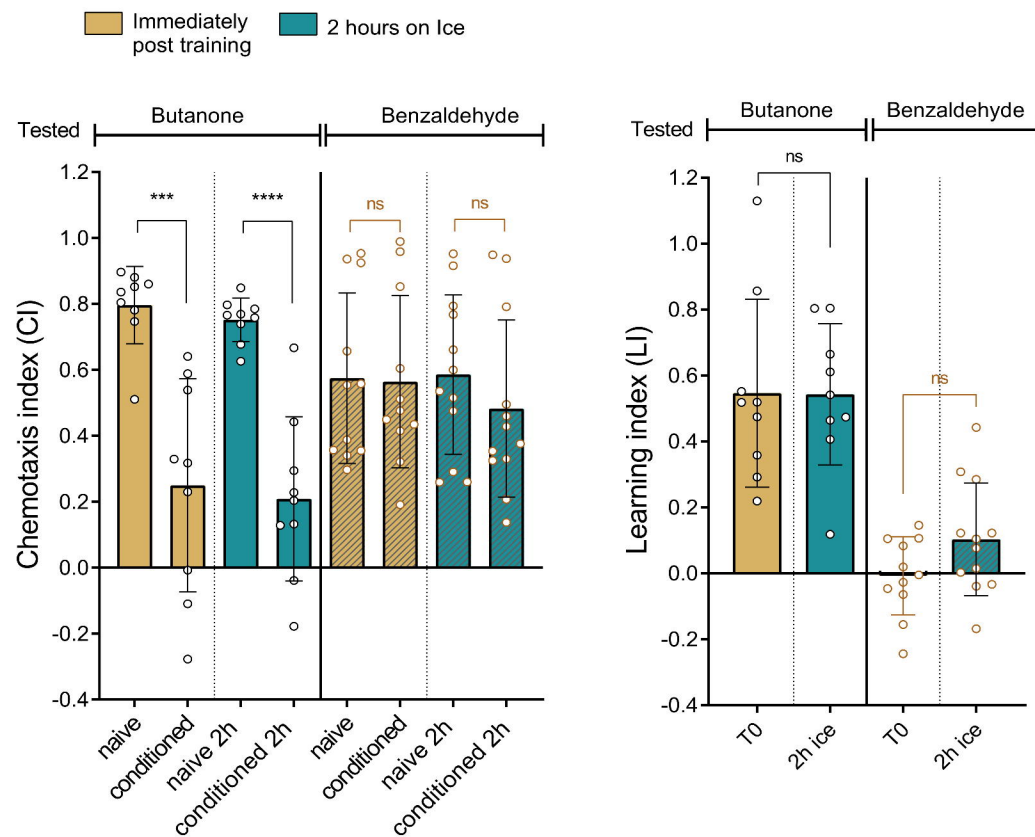 Immediately
post training
2 hours on Ice
Tested
Butanone
Benzaldehyde
Chemotaxis index (CI)
1.2
1.0
0.8
0.6
0.4
0.2
0.0
-0.2
-0.4
***
****
ns
ns
naive
conditioned
naive 2h
conditioned 2h
naive
conditioned
naive 2h
conditioned 2h
Tested
Butanone
Benzaldehyde
Learning index (LI)
1.2
1.0
0.8
0.6
0.4
0.2
0.0
-0.2
-0.4
ns
ns
T0
2h ice
T0
2h ice